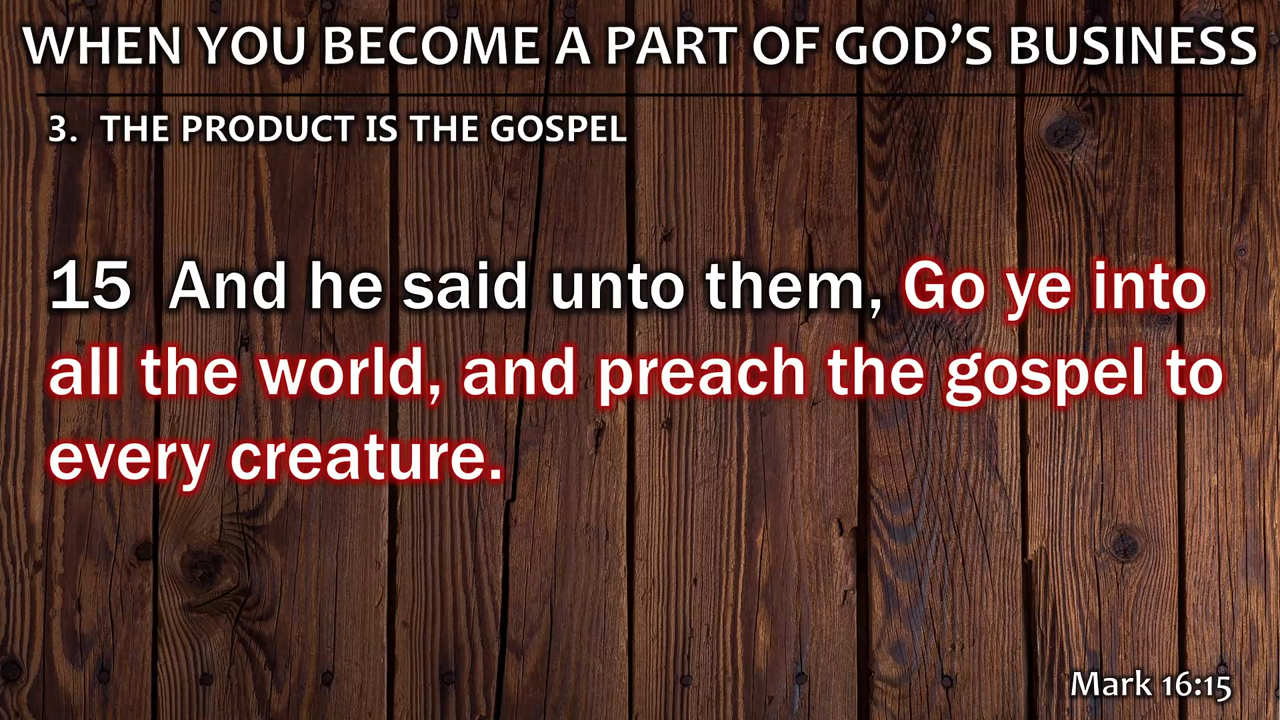 WHEN YOU BECOME A PART OF GOD’S BUSINESS
3. THE PRODUCT IS THE GOSPEL
15 And he said unto them, Go ye into
all the world, and preach the gospel to
every creature.
Mark 16:15